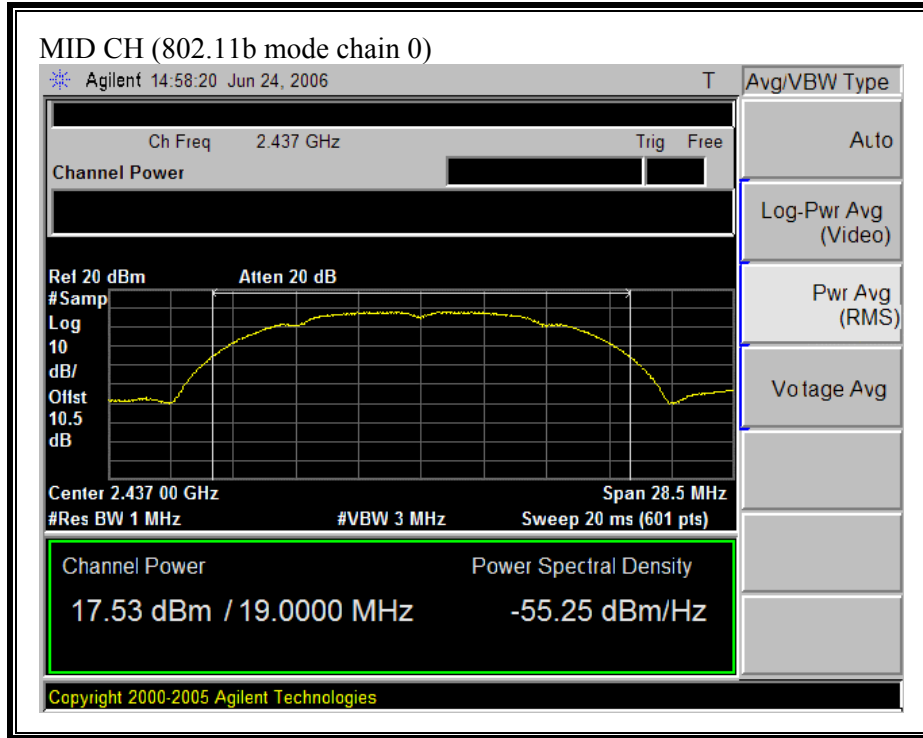 MID CH (802.11b mode chain 0)
Agilent 14:58:20 Jun 24, 2006 T
Avg/VBW Type
Ch Freq 2.437 GHz Trig Free
Channel Power
Auto
Log-Pwr Avg
(Video)
Pwr Avg
(RMS)
Voltage Avg
Ref 20 dBm Atten 20 dB
#Samp
Log
10
dB/
Offst
10.5
dB
Center 2.437 00 GHz Span 28.5 MHz
#Res BW 1 MHz #VBW 3 MHz Sweep 20 ms (601 pts)
Channel Power Power Spectral Density
17.53 dBm / 19.0000 MHz -55.25 dBm/Hz
Copyright 2000-2005 Agilent Technologies